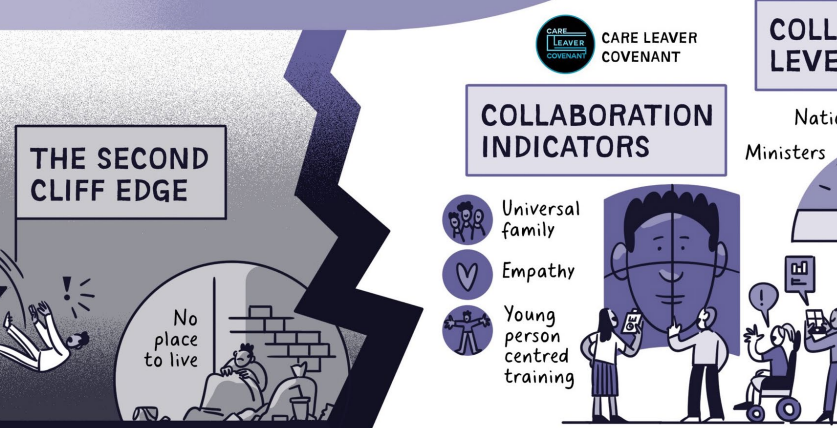 THE SECOND
CLIFF EDGE
No
place
to live
CARE
LEAVER
COVENANT
CARE LEAVER
COVENANT
COLLABORATION
INDICATORS
Universal
family
Empathy
Young
person
centred
training
COLL
LEVE
Natio
Ministers